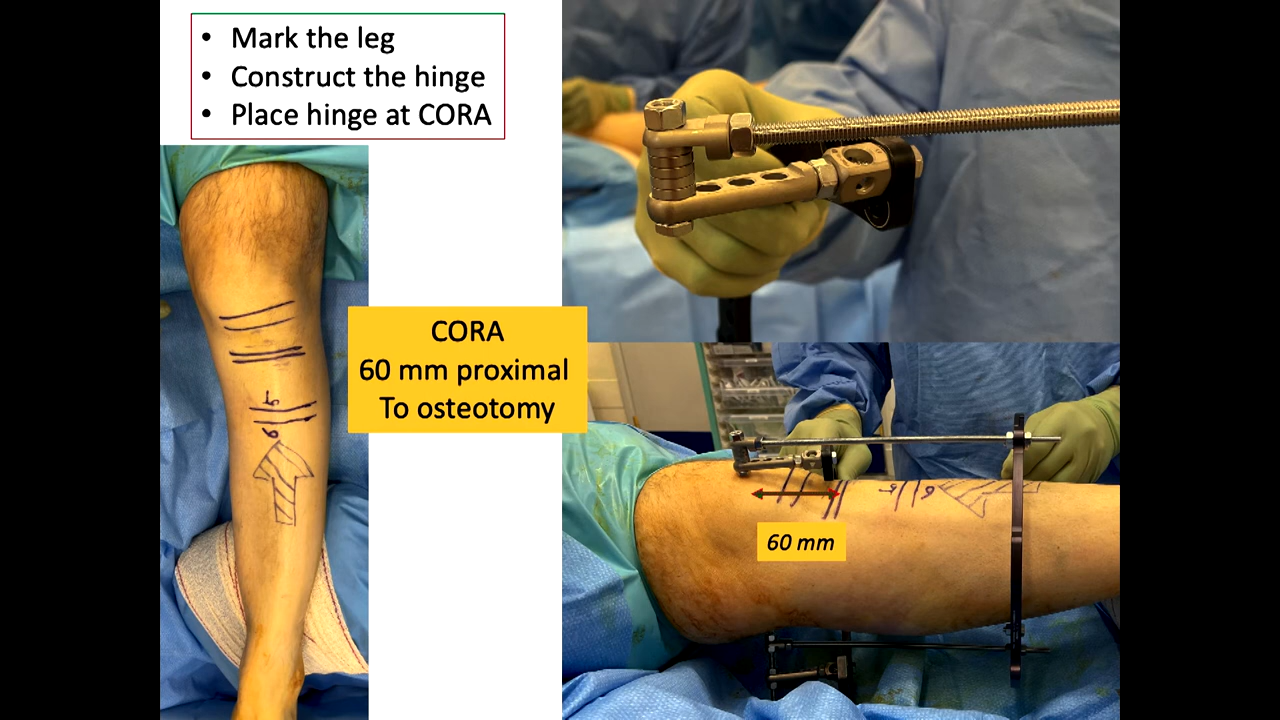 • Mark the leg
• Construct the hinge
• Place hinge at CORA
CORA
60 mm proximal
To osteotomy
60 mm